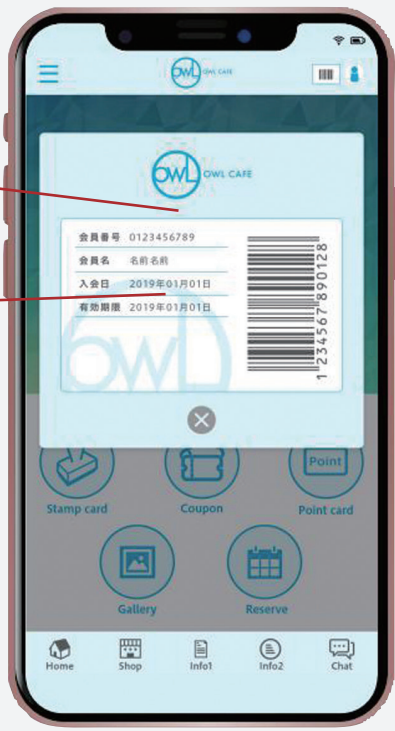 OWL OWL CAFE
OWL OWL CAFE
会員番号 0123456789
会員名 名前名前
入会日 2019年01月01日
有効期限 2019年01月01日
1234567890128
OWL
Point
Stamp card
Coupon
Point card
Gallery
Reserve
Home
Shop
Info1
Info2
Chat